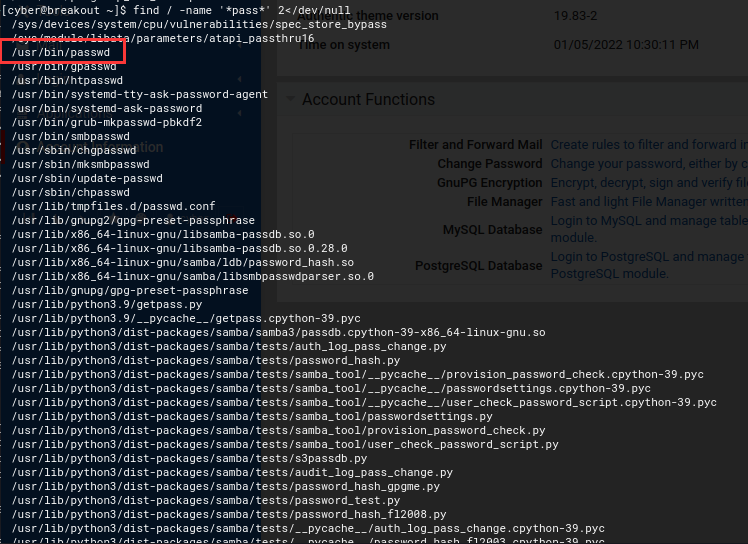 [cyber@breakout ~]$ find / -name '*pass*' 2</dev/null
/sys/devices/system/cpu/vulnerabilities/spec_store_bypass
/sys/module/libata/parameters/atapi_passthru16
/usr/bin/passwd
/usr/bin/gpasswd
/usr/bin/htpasswd
/usr/bin/systemd-tty-ask-password-agent
/usr/bin/systemd-ask-password
/usr/bin/grub-mkpasswd-pbkdf2
/usr/bin/smbpasswd
/usr/sbin/chgpasswd
/usr/sbin/mksmbpasswd
/usr/sbin/update-passwd
/usr/sbin/chpasswd
/usr/lib/tmpfiles.d/passwd.conf
/usr/lib/gnupg2/gpg-preset-passphrase
/usr/lib/x86_64-linux-gnu/libsamba-passdb.so.0
/usr/lib/x86_64-linux-gnu/libsamba-passdb.so.0.28.0
/usr/lib/x86_64-linux-gnu/samba/ldb/password_hash.so
/usr/lib/x86_64-linux-gnu/samba/libsmbpasswdparser.so.0
/usr/lib/gnupg/gpg-preset-passphrase
/usr/lib/python3.9/getpass.py
/usr/lib/python3.9/__pycache__/getpass.cpython-39.pyc
/usr/lib/python3/dist-packages/samba/samba3/passdb.cpython-39-x86_64-linux-gnu.so
/usr/lib/python3/dist-packages/samba/tests/auth_log_pass_change.py
/usr/lib/python3/dist-packages/samba/tests/password_hash.py
/usr/lib/python3/dist-packages/samba/tests/samba_tool/__pycache__/provision_password_check.cpython-39.pyc
/usr/lib/python3/dist-packages/samba/tests/samba_tool/__pycache__/passwordsettings.cpython-39.pyc
/usr/lib/python3/dist-packages/samba/tests/samba_tool/__pycache__/user_check_password_script.cpython-39.pyc
/usr/lib/python3/dist-packages/samba/tests/samba_tool/passwordsettings.py
/usr/lib/python3/dist-packages/samba/tests/samba_tool/provision_password_check.py
/usr/lib/python3/dist-packages/samba/tests/samba_tool/user_check_password_script.py
/usr/lib/python3/dist-packages/samba/tests/s3passdb.py
/usr/lib/python3/dist-packages/samba/tests/audit_log_pass_change.py
/usr/lib/python3/dist-packages/samba/tests/password_hash_gpgme.py
/usr/lib/python3/dist-packages/samba/tests/password_test.py
/usr/lib/python3/dist-packages/samba/tests/password_hash_fl2008.py
/usr/lib/python3/dist-packages/samba/tests/__pycache__/auth_log_pass_change.cpython-39.pyc
/usr/lib/python3/dist-packages/samba/tests/__pycache__/password_hash_fl2003.cpython-39.pyc
Authentic theme version 19.83-2
Time on system 01/05/2022 10:30:11 PM
Account Functions
Filter and Forward Mail Create rules to filter and forward in
Change Password Change your password, either by c
GnuPG Encryption Encrypt, decrypt, sign and verify file
File Manager Fast and light File Manager written
MySQL Database Login to MySQL and manage table
module.
PostgreSQL Database Login to PostgreSQL and manage
PostgreSQL module.
Information